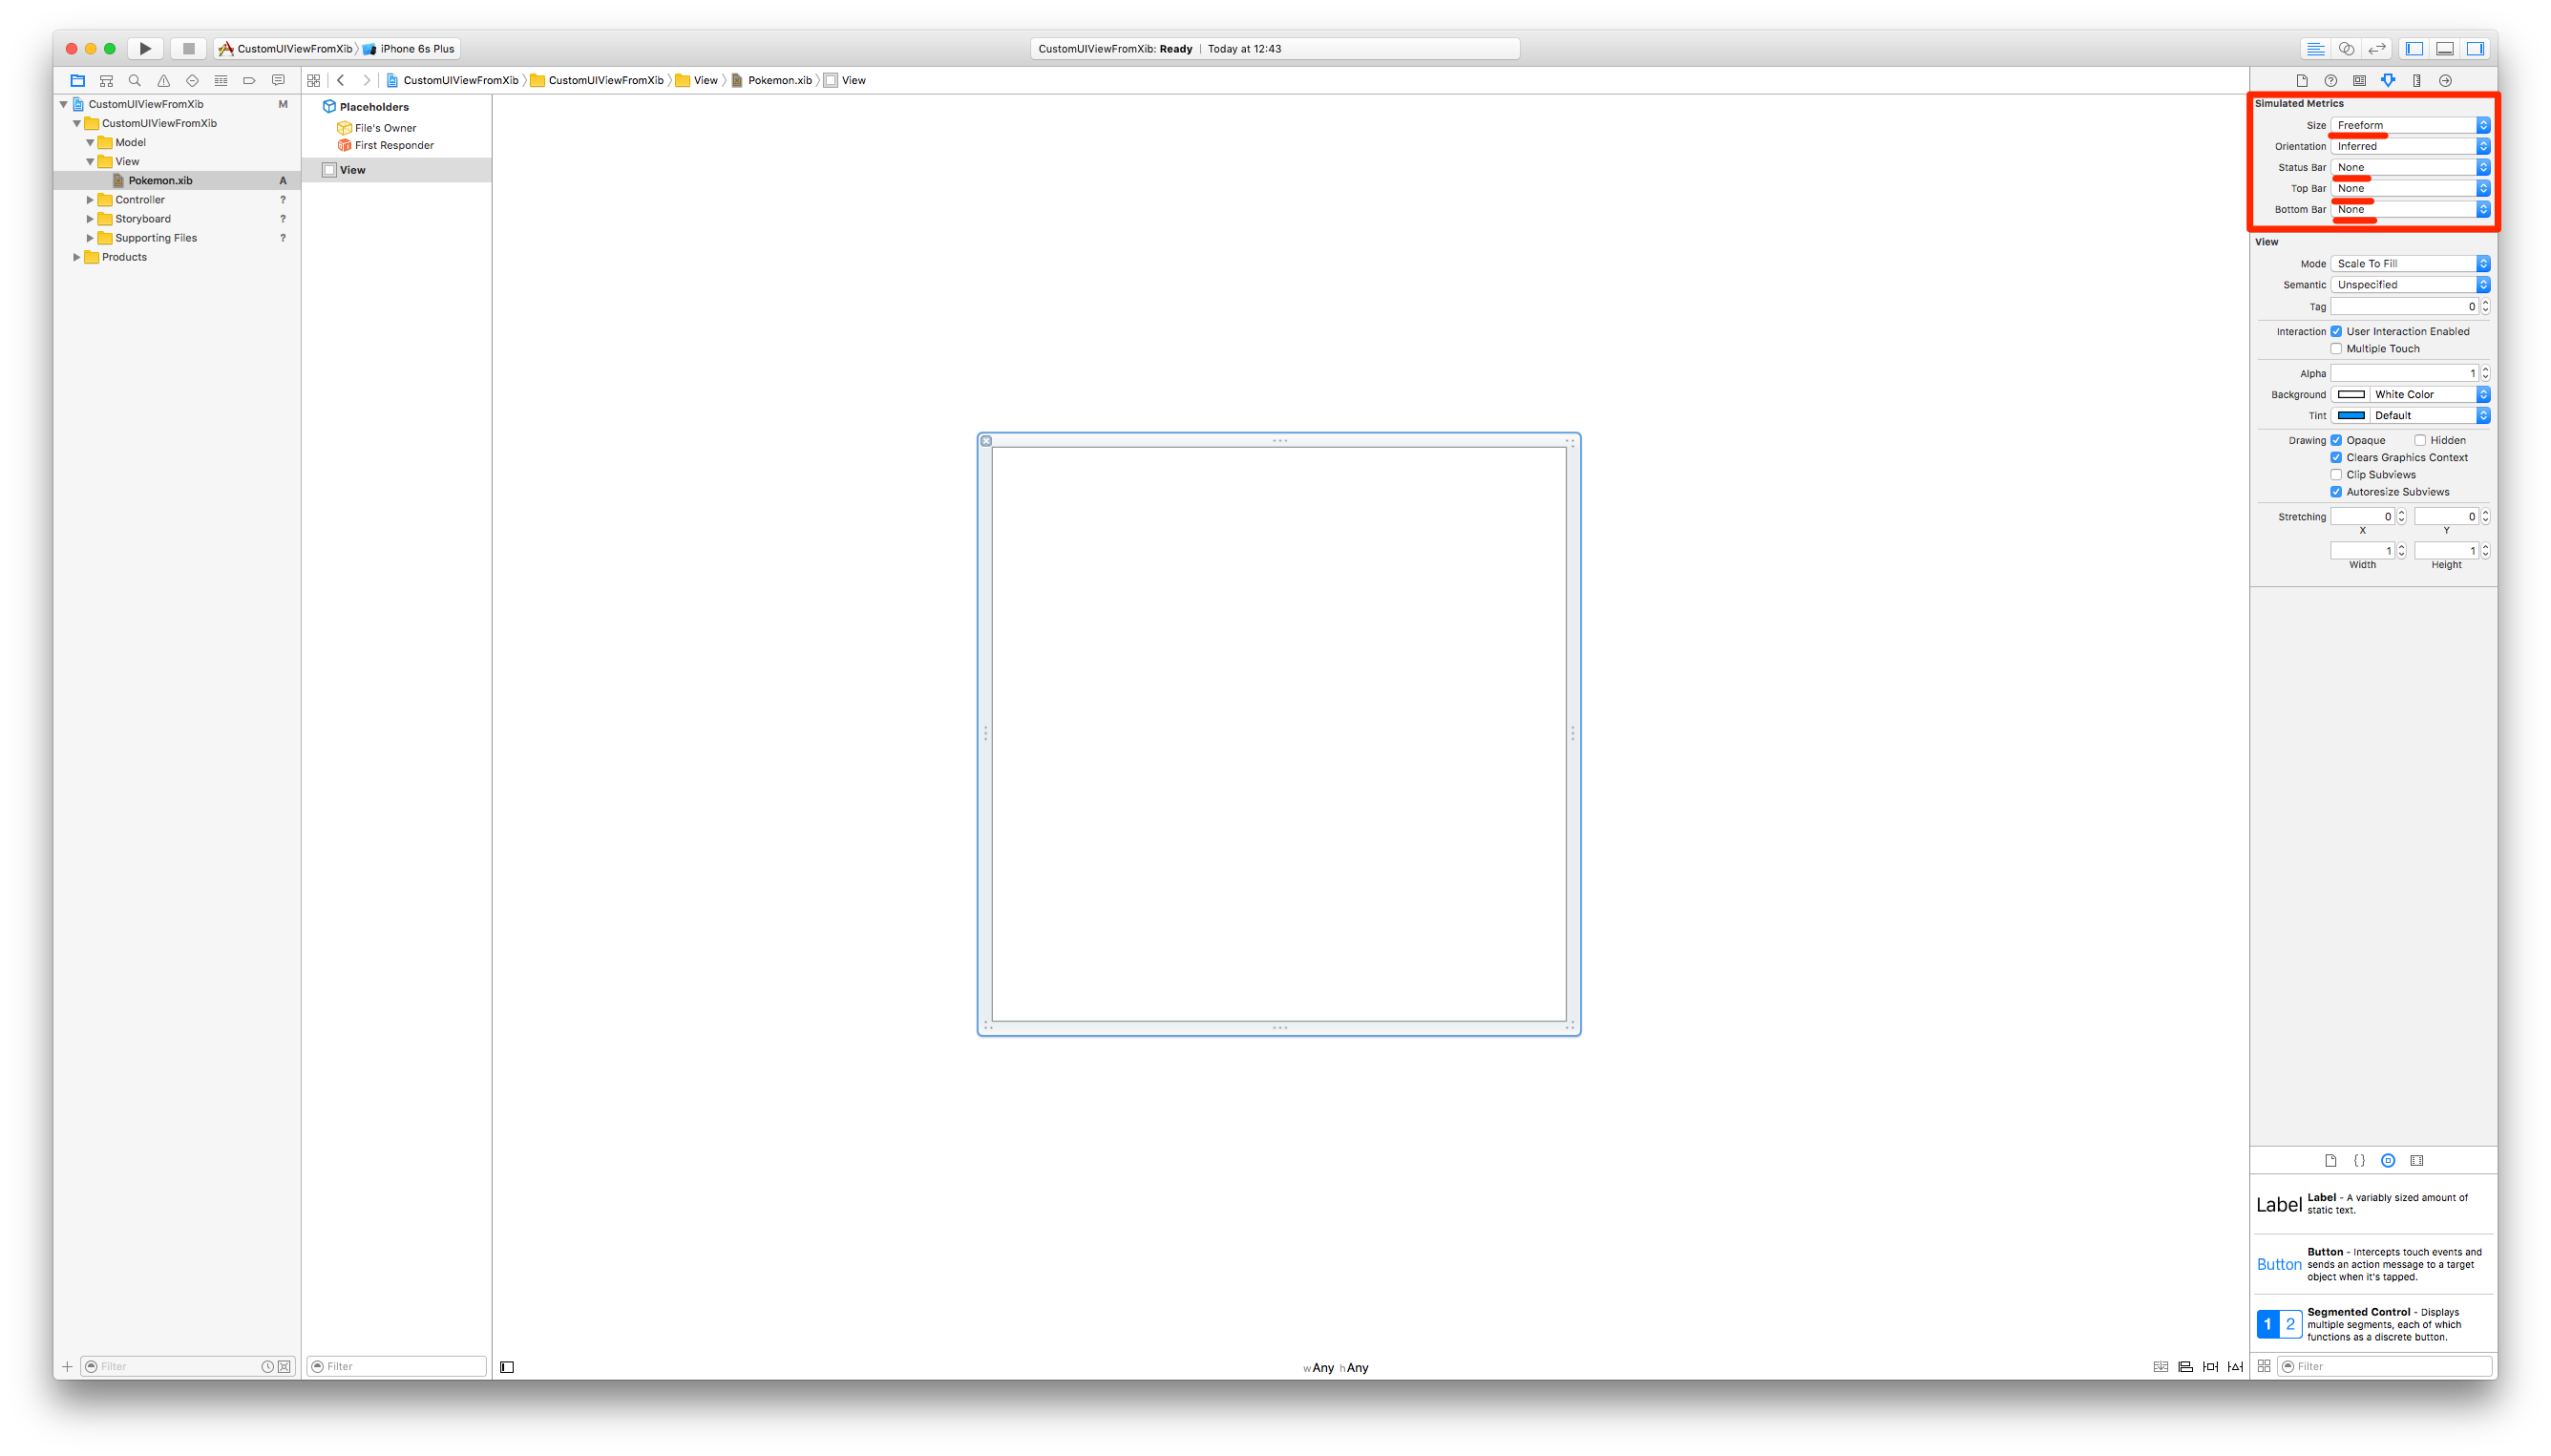 CustomUIViewFromXib iPhone 6s Plus
CustomUIViewFromXib: Ready Today at 12:43
CustomUIViewFromXib CustomUIViewFromXib View Pokemon.xib View
CustomUIViewFromXib M
CustomUIViewFromXib
Model
View
Pokemon.xib A
Controller ?
Storyboard ?
Supporting Files ?
Products
Filter
Placeholders
File's Owner
First Responder
View
Filter
wAny hAny
Simulated Metrics
Size Freeform
Orientation Inferred
Status Bar None
Top Bar None
Bottom Bar None
View
Mode Scale To Fill
Semantic Unspecified
Tag 0
Interaction User Interaction Enabled
Multiple Touch
Alpha 1
Background White Color
Tint Default
Drawing Opaque Hidden
Clears Graphics Context
Clip Subviews
Autoresize Subviews
Stretching 0 0
X Y
1 1
Width Height
{ }
Label Label - A variably sized amount of
static text.
Button Button - Intercepts touch events and
sends an action message to a target
object when it's tapped.
1 2 Segmented Control - Displays
multiple segments, each of which
functions as a discrete button.
Filter